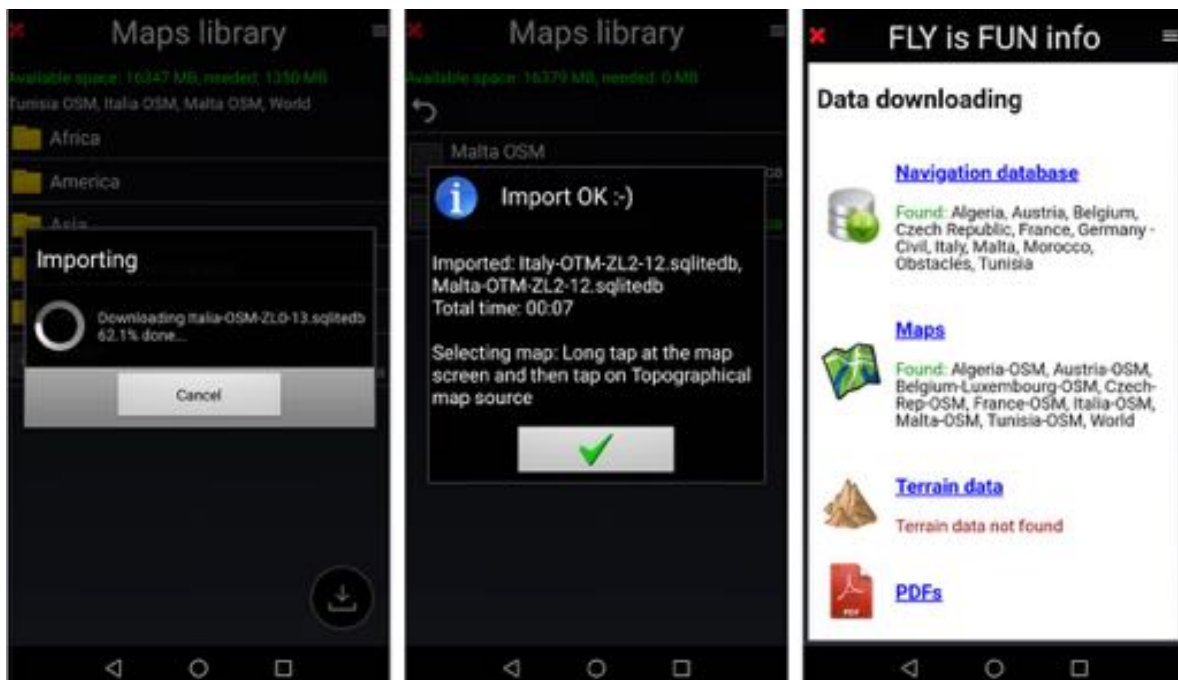 Maps library
Available space: 16347 MB, needed: 1350 MB
Tunisia OSM, Italia OSM, Malta OSM, World
Africa
America
Asia
Importing
Downloading Italia-OSM-ZL0-13.sqlitedb
62.1% done...
Cancel
Maps library
Available space: 16379 MB, needed: 0 MB
Malta OSM
GB
Import OK :-)
Imported: Italy-OTM-ZL2-12.sqlitedb,
Malta-OTM-ZL2-12.sqlitedb
Total time: 00:07
Selecting map: Long tap at the map
screen and then tap on Topographical
map source
FLY is FUN info
Data downloading
Navigation database
Found: Algeria, Austria, Belgium,
Czech Republic, France, Germany -
Civil, Italy, Malta, Morocco,
Obstacles, Tunisia
Maps
Found: Algeria-OSM, Austria-OSM,
Belgium-Luxembourg-OSM, Czech-
Rep-OSM, France-OSM, Italia-OSM,
Malta-OSM, Tunisia-OSM, World
Terrain data
Terrain data not found
PDFs
PDF